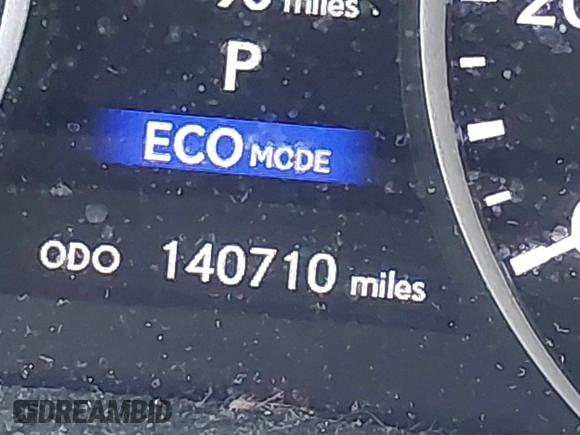 miles
P
ECO MODE
ODO 140710 miles
DREAMBID